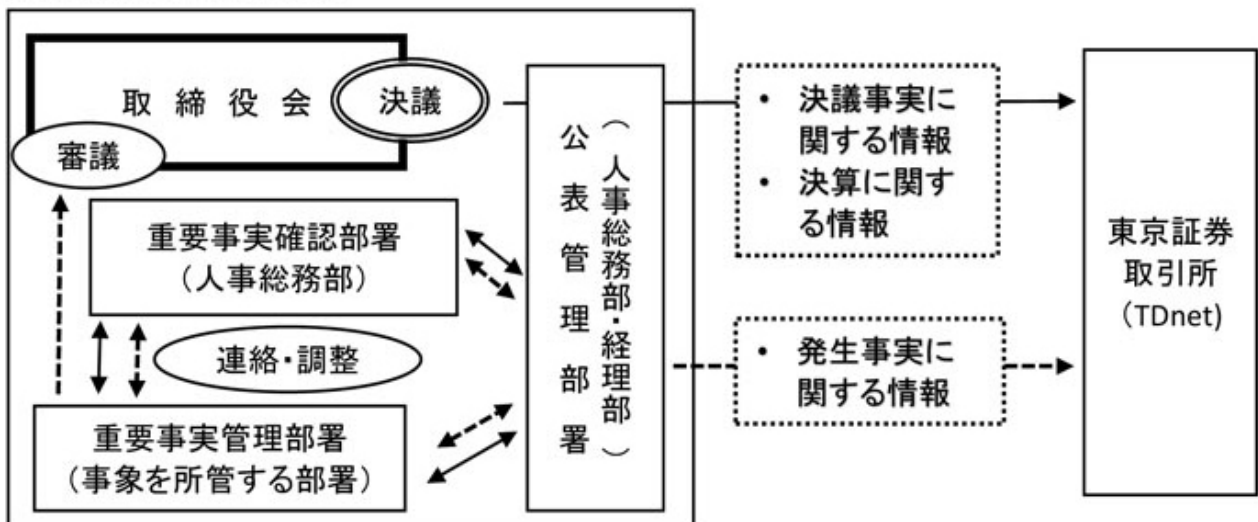 取締役会
決議
審議
重要事実確認部署
（人事総務部）
連絡・調整
重要事実管理部署
（事象を所管する部署）
公表管理部署
（人事総務部・経理部）
• 決議事実に
関する情報
• 決算に関す
る情報
• 発生事実に
関する情報
東京証券
取引所
（TDnet)